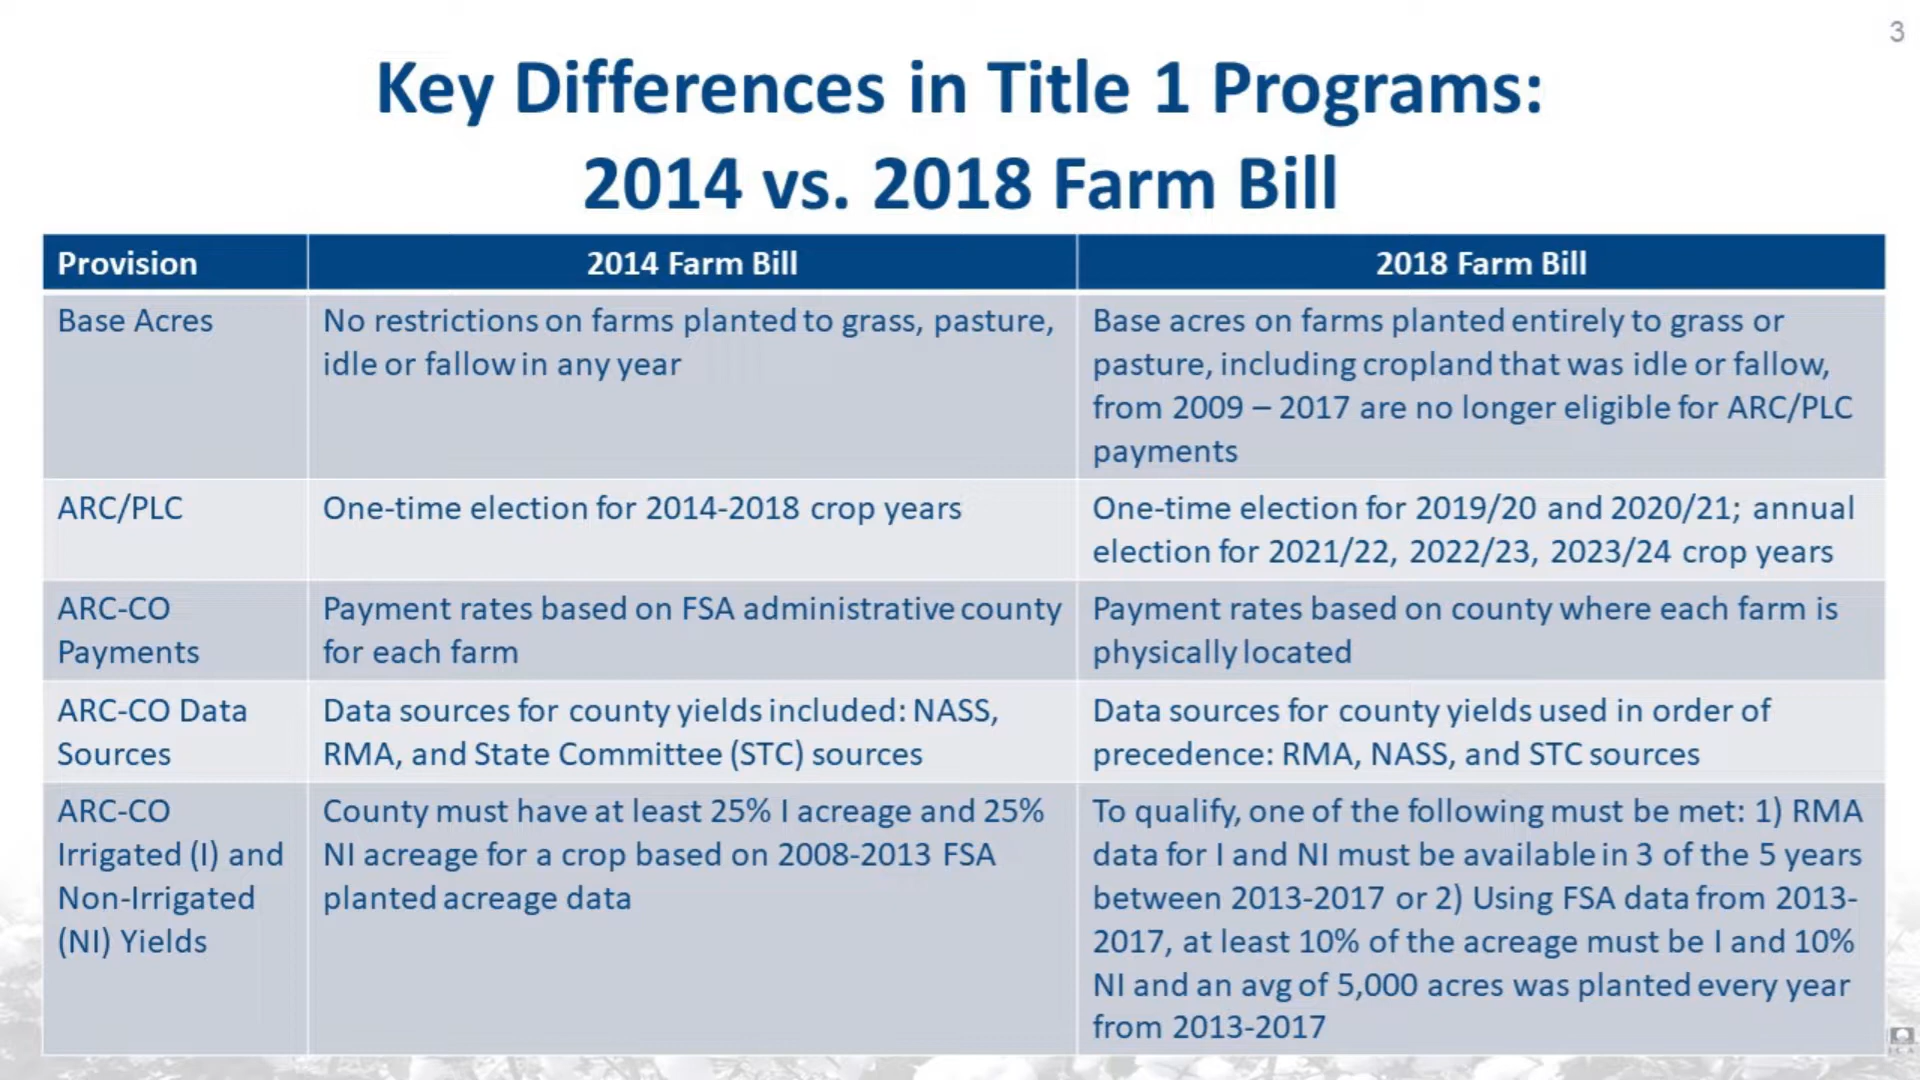 3
Key Differences in Title 1 Programs:
2014 vs. 2018 Farm Bill
Provision
2014 Farm Bill
2018 Farm Bill
Base Acres
No restrictions on farms planted to grass, pasture,
idle or fallow in any year
Base acres on farms planted entirely to grass or
pasture, including cropland that was idle or fallow,
from 2009 – 2017 are no longer eligible for ARC/PLC
payments
ARC/PLC
One-time election for 2014-2018 crop years
One-time election for 2019/20 and 2020/21; annual
election for 2021/22, 2022/23, 2023/24 crop years
ARC-CO
Payments
Payment rates based on FSA administrative county
for each farm
Payment rates based on county where each farm is
physically located
ARC-CO Data
Sources
Data sources for county yields included: NASS,
RMA, and State Committee (STC) sources
Data sources for county yields used in order of
precedence: RMA, NASS, and STC sources
ARC-CO
Irrigated (I) and
Non-Irrigated
(NI) Yields
County must have at least 25% I acreage and 25%
NI acreage for a crop based on 2008-2013 FSA
planted acreage data
To qualify, one of the following must be met: 1) RMA
data for I and NI must be available in 3 of the 5 years
between 2013-2017 or 2) Using FSA data from 2013-
2017, at least 10% of the acreage must be I and 10%
NI and an avg of 5,000 acres was planted every year
from 2013-2017